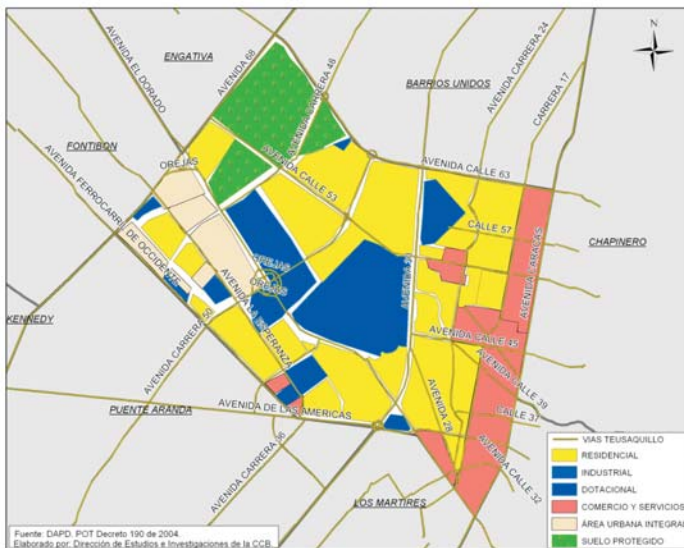 N
AVENIDA EL DORADO
ENGATIVA
AVENIDA 68
AVENIDA CARRERA 48
BARRIOS UNIDOS
AVENIDA CARRERA 24
CARRERA 17
FONTIBON
OREJAS
AVENIDA CALLE 53
AVENIDA CALLE 63
AVENIDA FERROCARRIL DE OCCIDENTE
CALLE 57
CHAPINERO
OREJAS
OREJAS
AVENIDA CARACAS
AVENIDA LA ESPERANZA
KENNEDY
AVENIDA CARRERA 50
AVENIDA CALLE 45
AVENIDA CALLE 39
AVENIDA 28
PUENTE ARANDA
AVENIDA DE LAS AMERICAS
CALLE 37
AVENIDA CARRERA 36
AVENIDA CALLE 32
LOS MARTIRES
VIAS TEUSAQUILLO
RESIDENCIAL
INDUSTRIAL
DOTACIONAL
COMERCIO Y SERVICIOS
ÁREA URBANA INTEGRAL
SUELO PROTEGIDO
Fuente: DAPD. POT Decreto 190 de 2004.
Elaborado por: Dirección de Estudios e Investigaciones de la CCB.